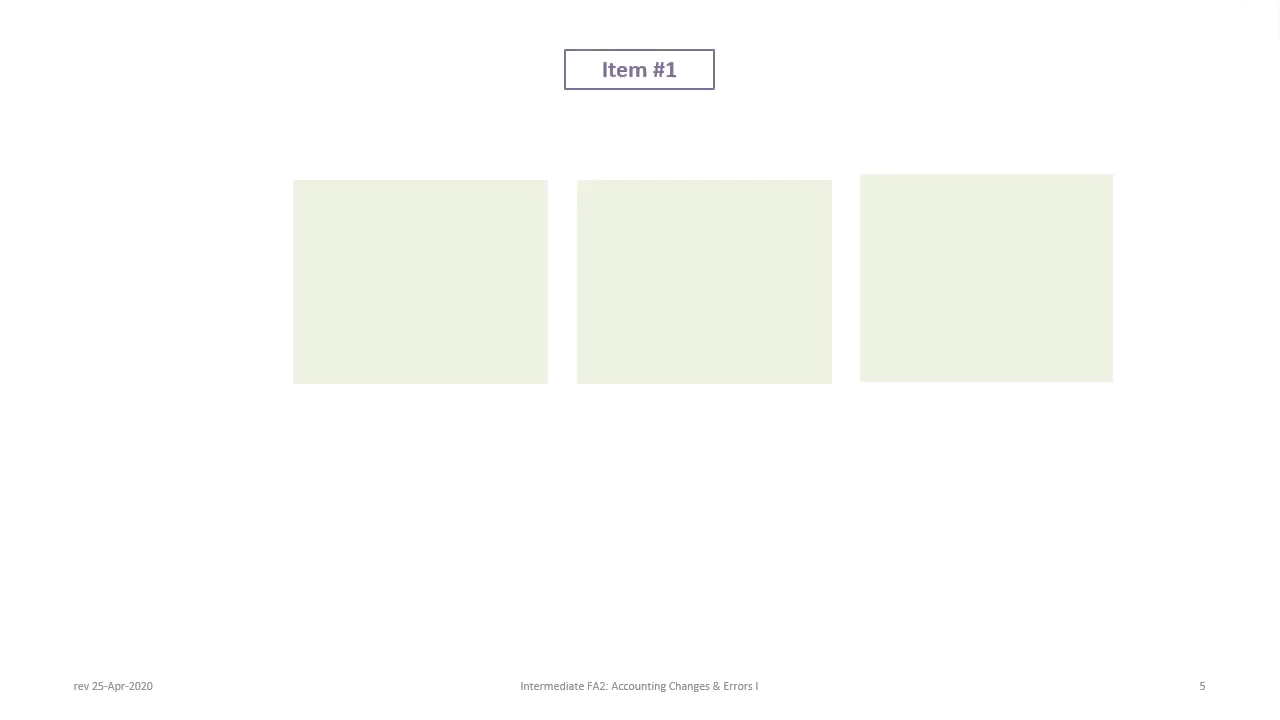 Item #1
rev 25-Apr-2020
Intermediate FA2: Accounting Changes & Errors I
5